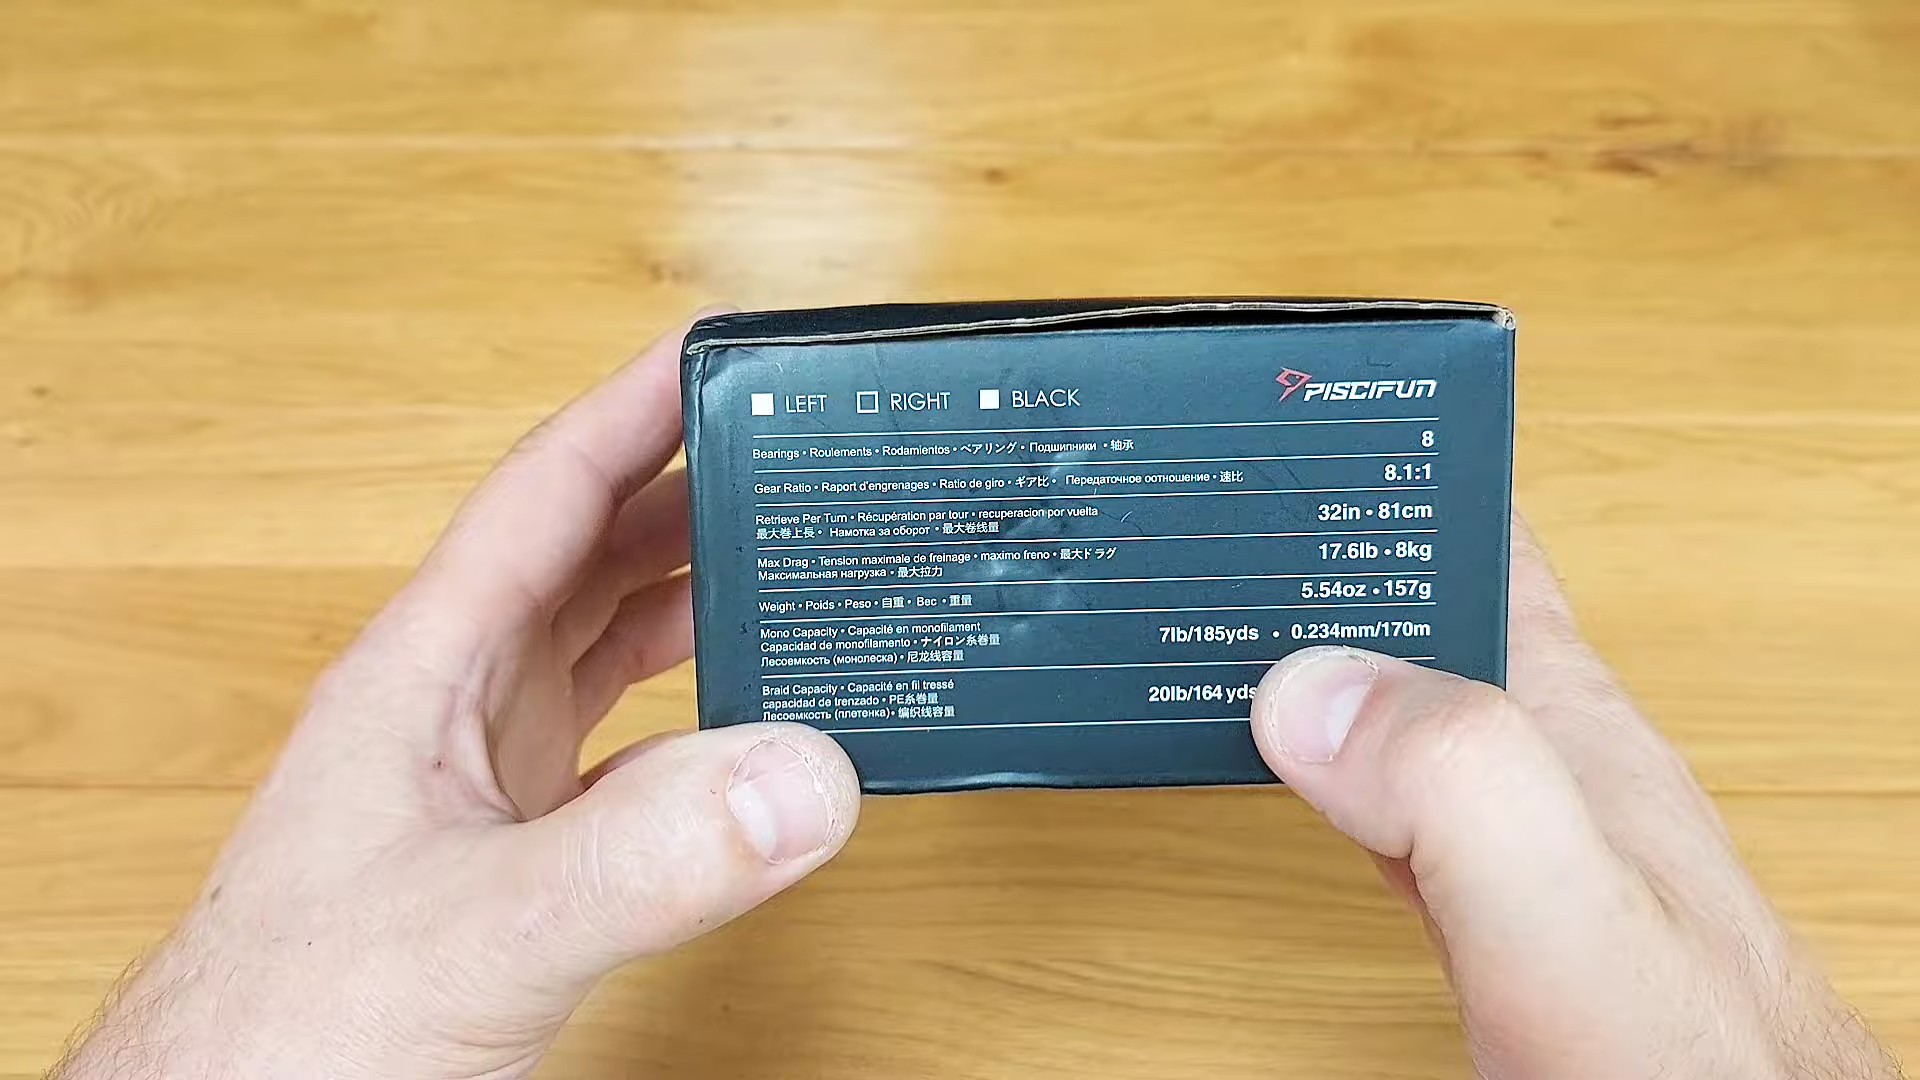 LEFT RIGHT BLACK PISCIFUN
Bearings • Roulements • Rodamientos • ベアリング • Подшипники • 轴承 8
Gear Ratio • Raport d'engrenages • Ratio de giro • ギア比 • Передаточное оотношение • 速比 8.1:1
Retrieve Per Turn • Récupération par tour • recuperacion por vuelta
最大巻上長 • Намотка за оборот • 最大卷线量 32in • 81cm
Max Drag • Tension maximale de freinage • maximo freno • 最大ドラグ
Максимальная нагрузка • 最大拉力 17.6lb • 8kg
Weight • Poids • Peso • 自重 • Вес • 重量 5.54oz • 157g
Mono Capacity • Capacité en monofilament
Capacidad de monofilamento • ナイロン糸巻量
Лесоемкость (монолеска) • 尼龙线容量 7lb/185yds • 0.234mm/170m
Braid Capacity • Capacité en fil tressé
capacidad de trenzado • PE糸巻量
Лесоемкость (плетенка) • 编织线容量 20lb/164 yds